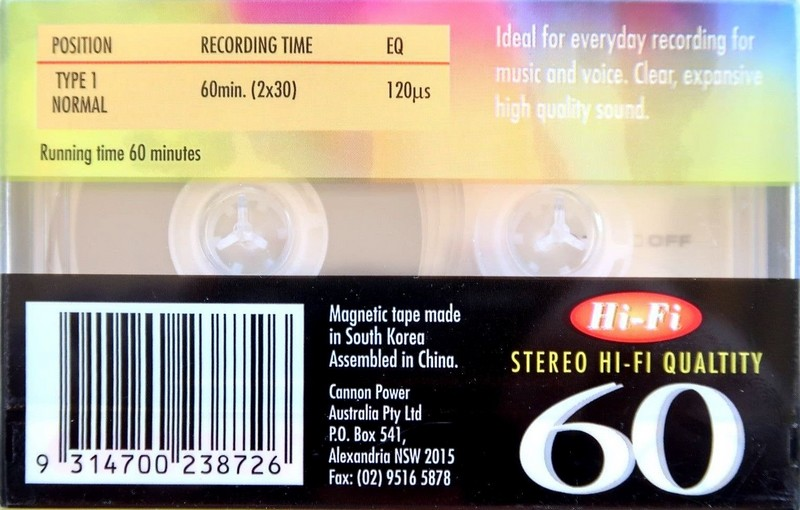 POSITION RECORDING TIME EQ
TYPE 1
NORMAL 60min. (2x30) 120µs
Running time 60 minutes
Ideal for everyday recording for
music and voice. Clear, expansive
high quality sound.
OFF
9 314700 238726
Magnetic tape made
in South Korea
Assembled in China.
Cannon Power
Australia Pty Ltd
P.O. Box 541,
Alexandria NSW 2015
Fax: (02) 9516 5878
Hi-Fi
STEREO HI-FI QUALTITY
60